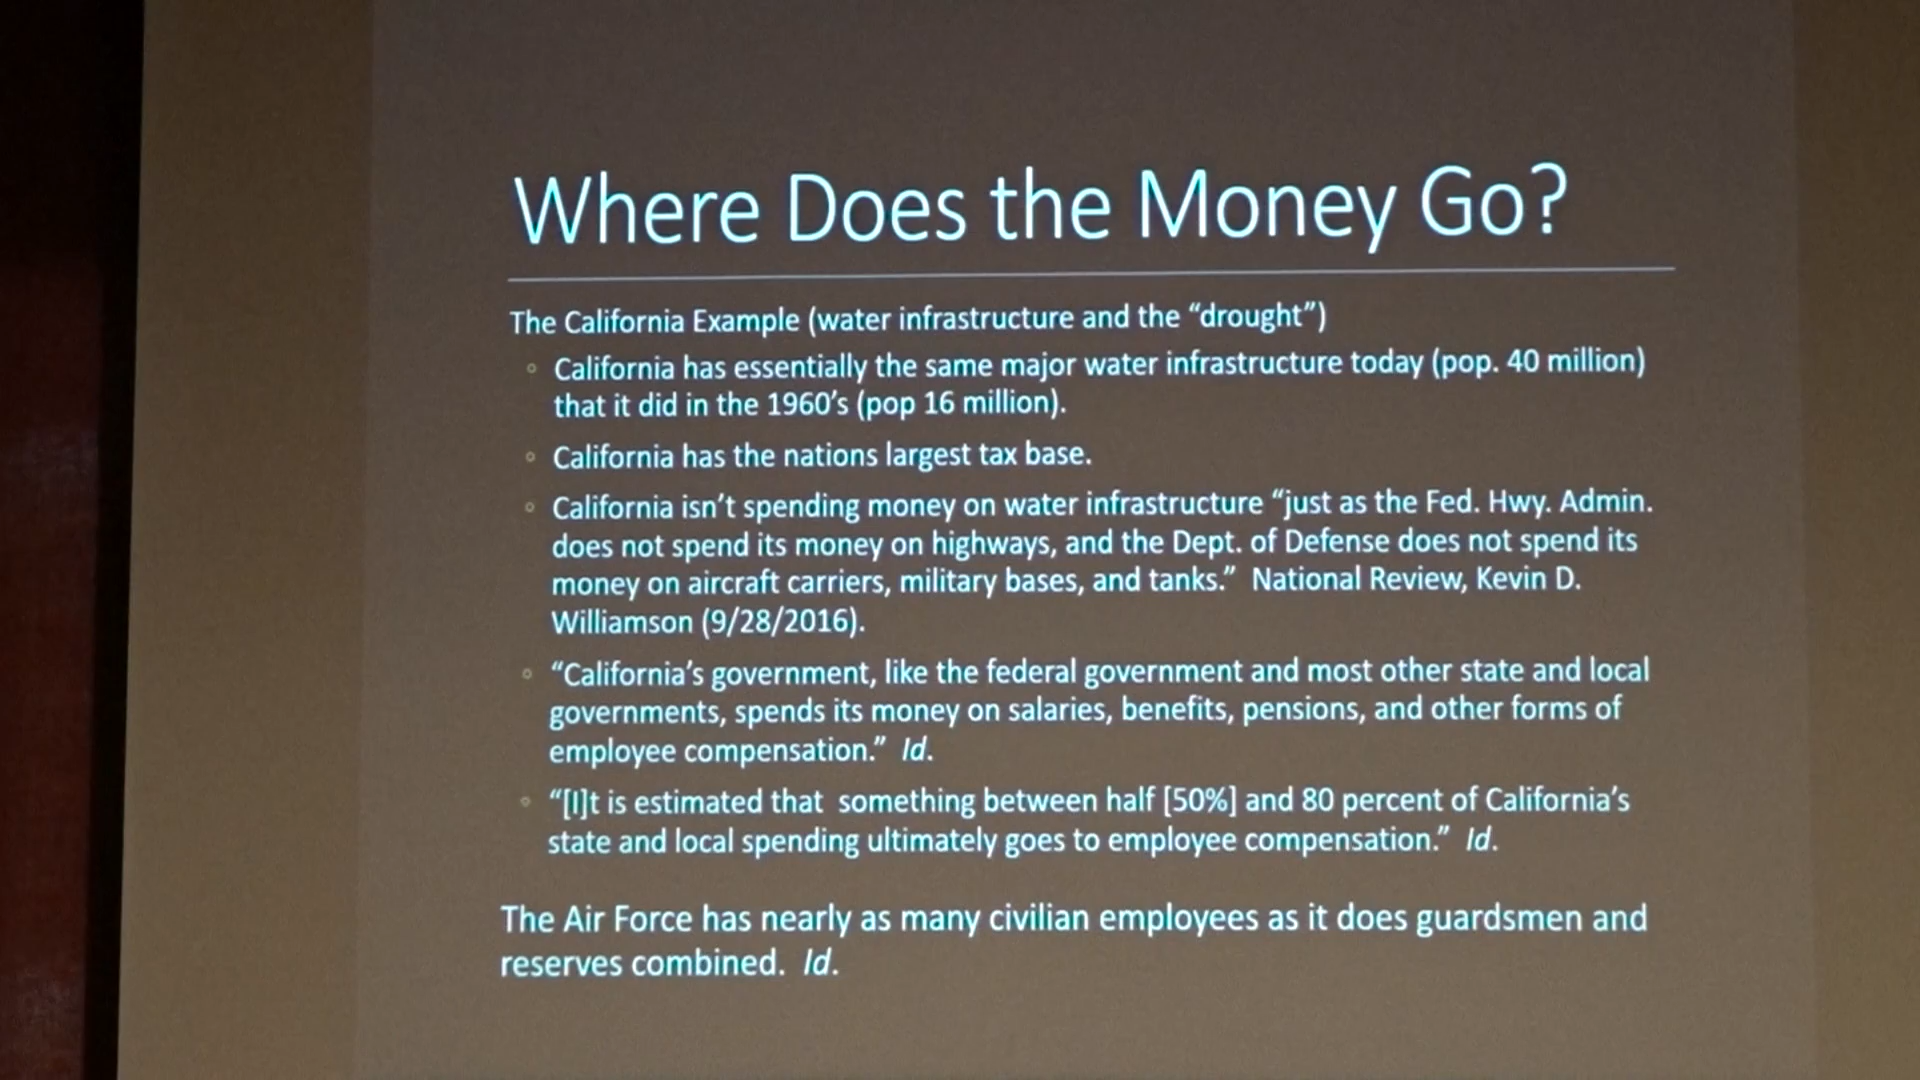 Where Does the Money Go?
The California Example (water infrastructure and the “drought”)
California has essentially the same major water infrastructure today (pop. 40 million)
that it did in the 1960’s (pop 16 million).
California has the nations largest tax base.
California isn’t spending money on water infrastructure “just as the Fed. Hwy. Admin.
does not spend its money on highways, and the Dept. of Defense does not spend its
money on aircraft carriers, military bases, and tanks.” National Review, Kevin D.
Williamson (9/28/2016).
“California’s government, like the federal government and most other state and local
governments, spends its money on salaries, benefits, pensions, and other forms of
employee compensation.” Id.
“[I]t is estimated that something between half [50%] and 80 percent of California’s
state and local spending ultimately goes to employee compensation.” Id.
The Air Force has nearly as many civilian employees as it does guardsmen and
reserves combined. Id.